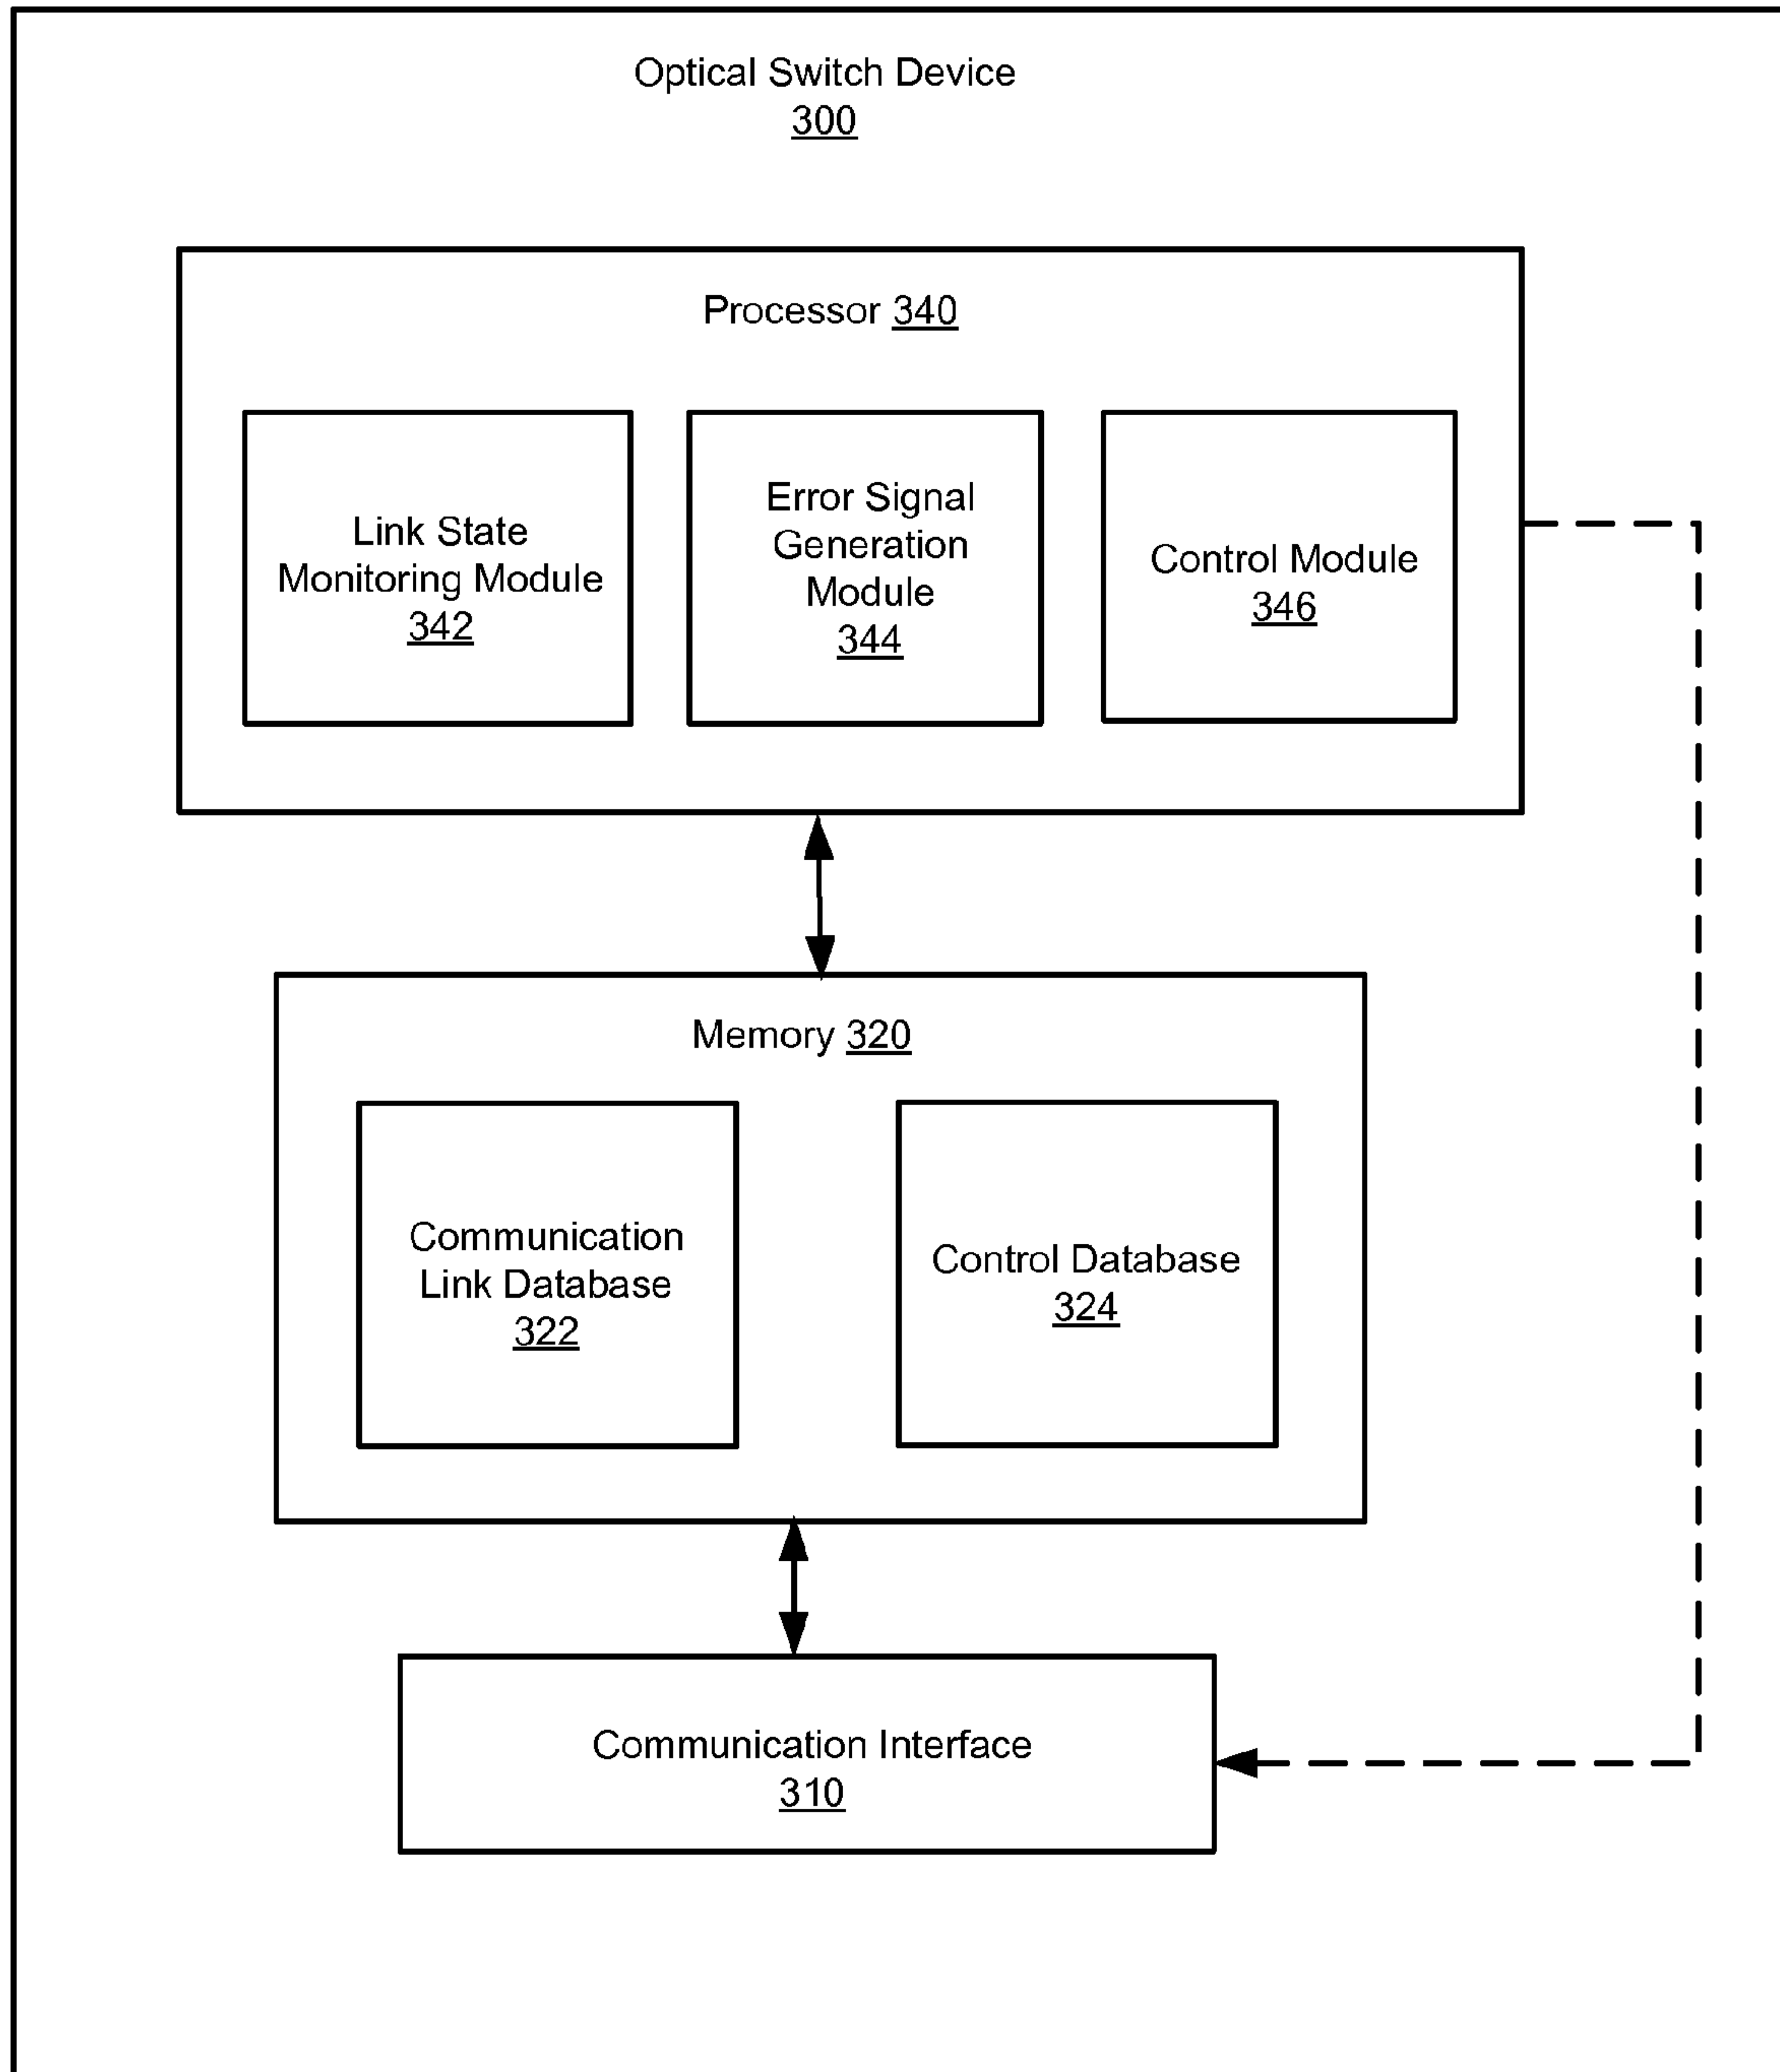 Optical Switch Device
300
Processor 340
Link State
Monitoring Module
342
Error Signal
Generation
Module
344
Control Module
346
Memory 320
Communication
Link Database
322
Control Database
324
Communication Interface
310